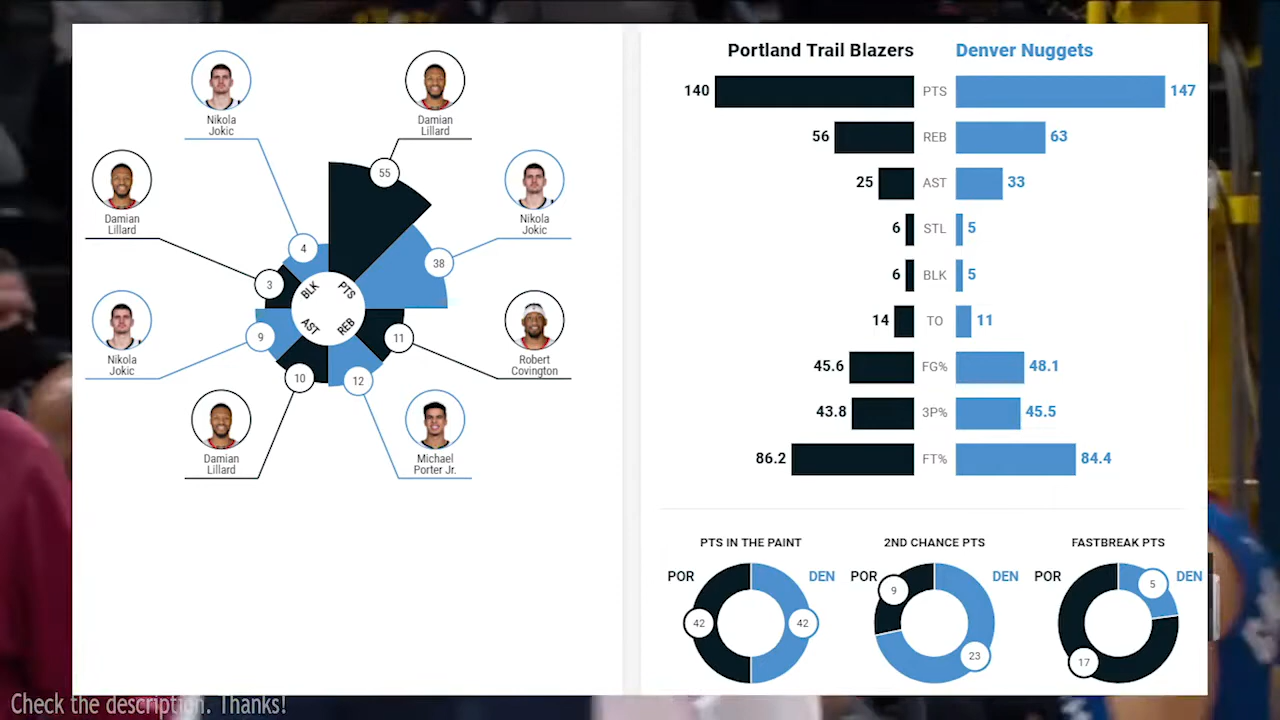 Nikola
Jokic
Damian
Lillard
55
Damian
Lillard
Nikola
Jokic
4
38
3
BLK
PTS
AST
REB
Nikola
Jokic
9
11
Robert
Covington
10
12
Damian
Lillard
Michael
Porter Jr.
Portland Trail Blazers
Denver Nuggets
140 PTS 147
56 REB 63
25 AST 33
6 STL 5
6 BLK 5
14 TO 11
45.6 FG% 48.1
43.8 3P% 45.5
86.2 FT% 84.4
PTS IN THE PAINT
POR DEN
42 42
2ND CHANCE PTS
POR DEN
9
23
FASTBREAK PTS
POR DEN
5
17
Check the description. Thanks!